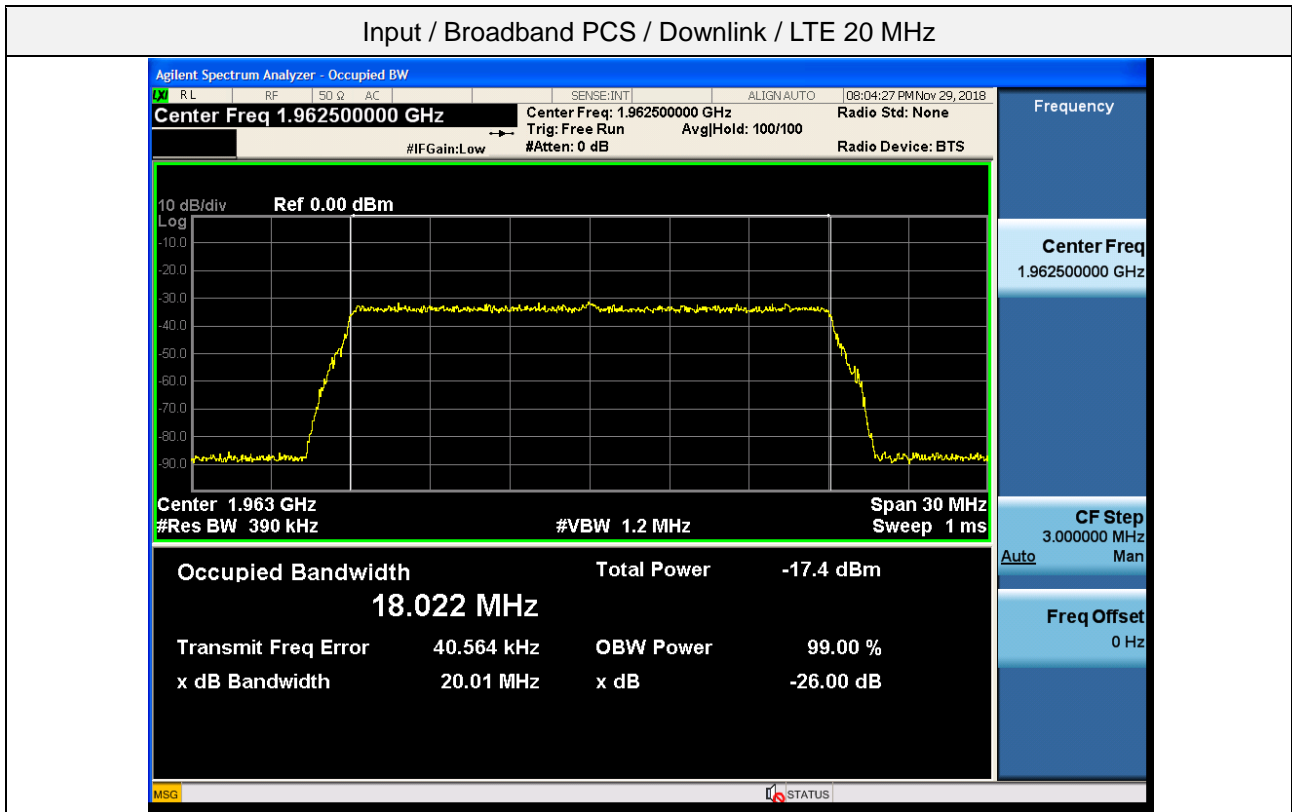 Input / Broadband PCS / Downlink / LTE 20 MHz
Agilent Spectrum Analyzer - Occupied BW
LXI RL RF 50 Ω AC SENSE:INT ALIGN AUTO 08:04:27 PM Nov 29, 2018
Center Freq 1.962500000 GHz
Center Freq: 1.962500000 GHz
Radio Std: None
Trig: Free Run Avg|Hold: 100/100
#IFGain:Low #Atten: 0 dB Radio Device: BTS
Frequency
10 dB/div Ref 0.00 dBm
Log
-10.0
-20.0
-30.0
-40.0
-50.0
-60.0
-70.0
-80.0
-90.0
Center 1.963 GHz Span 30 MHz
#Res BW 390 kHz #VBW 1.2 MHz Sweep 1 ms
Center Freq
1.962500000 GHz
CF Step
3.000000 MHz
Auto Man
Freq Offset
0 Hz
Occupied Bandwidth Total Power -17.4 dBm
18.022 MHz
Transmit Freq Error 40.564 kHz OBW Power 99.00 %
x dB Bandwidth 20.01 MHz x dB -26.00 dB
MSG STATUS